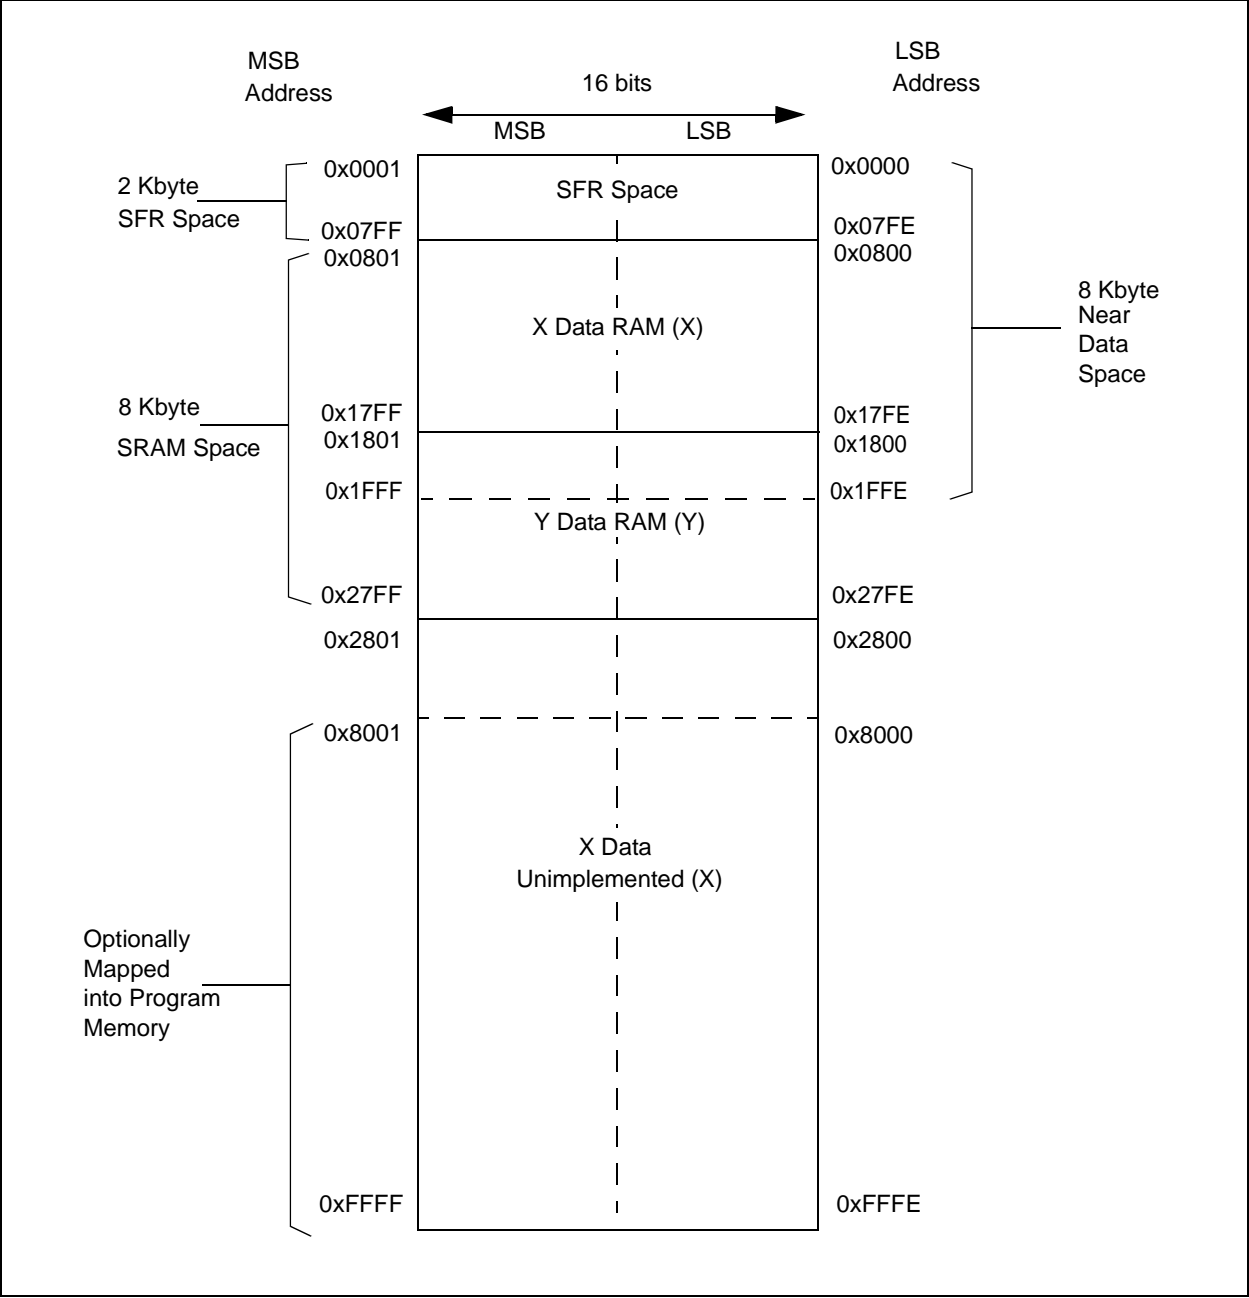 MSB
Address
LSB
Address
16 bits
MSB
LSB
0x0001
0x0000
2 Kbyte
SFR Space
SFR Space
0x07FF
0x07FE
0x0801
0x0800
8 Kbyte
Near
Data
Space
X Data RAM (X)
8 Kbyte
SRAM Space
0x17FF
0x17FE
0x1801
0x1800
0x1FFF
0x1FFE
Y Data RAM (Y)
0x27FF
0x27FE
0x2801
0x2800
0x8001
0x8000
X Data
Unimplemented (X)
Optionally
Mapped
into Program
Memory
0xFFFF
0xFFFE